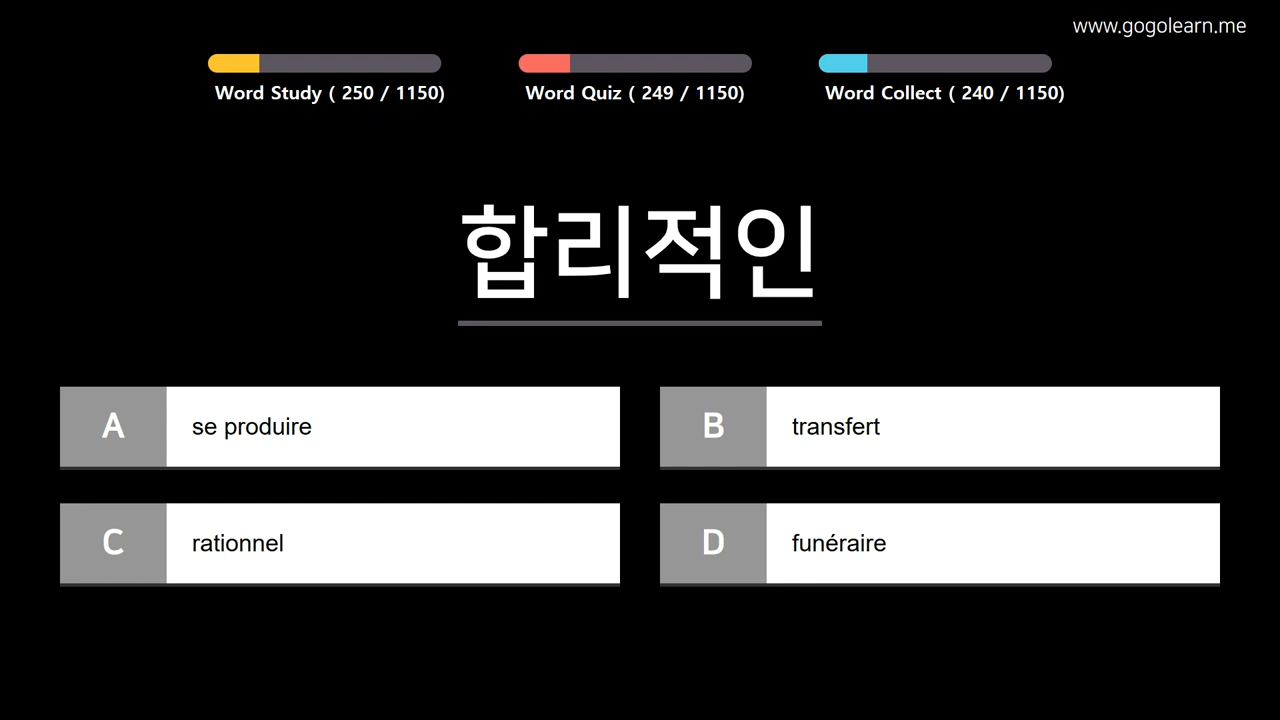 www.gogolearn.me
Word Study ( 250 / 1150)
Word Quiz ( 249 / 1150)
Word Collect ( 240 / 1150)
합리적인
A se produire
B transfert
C rationnel
D funéraire